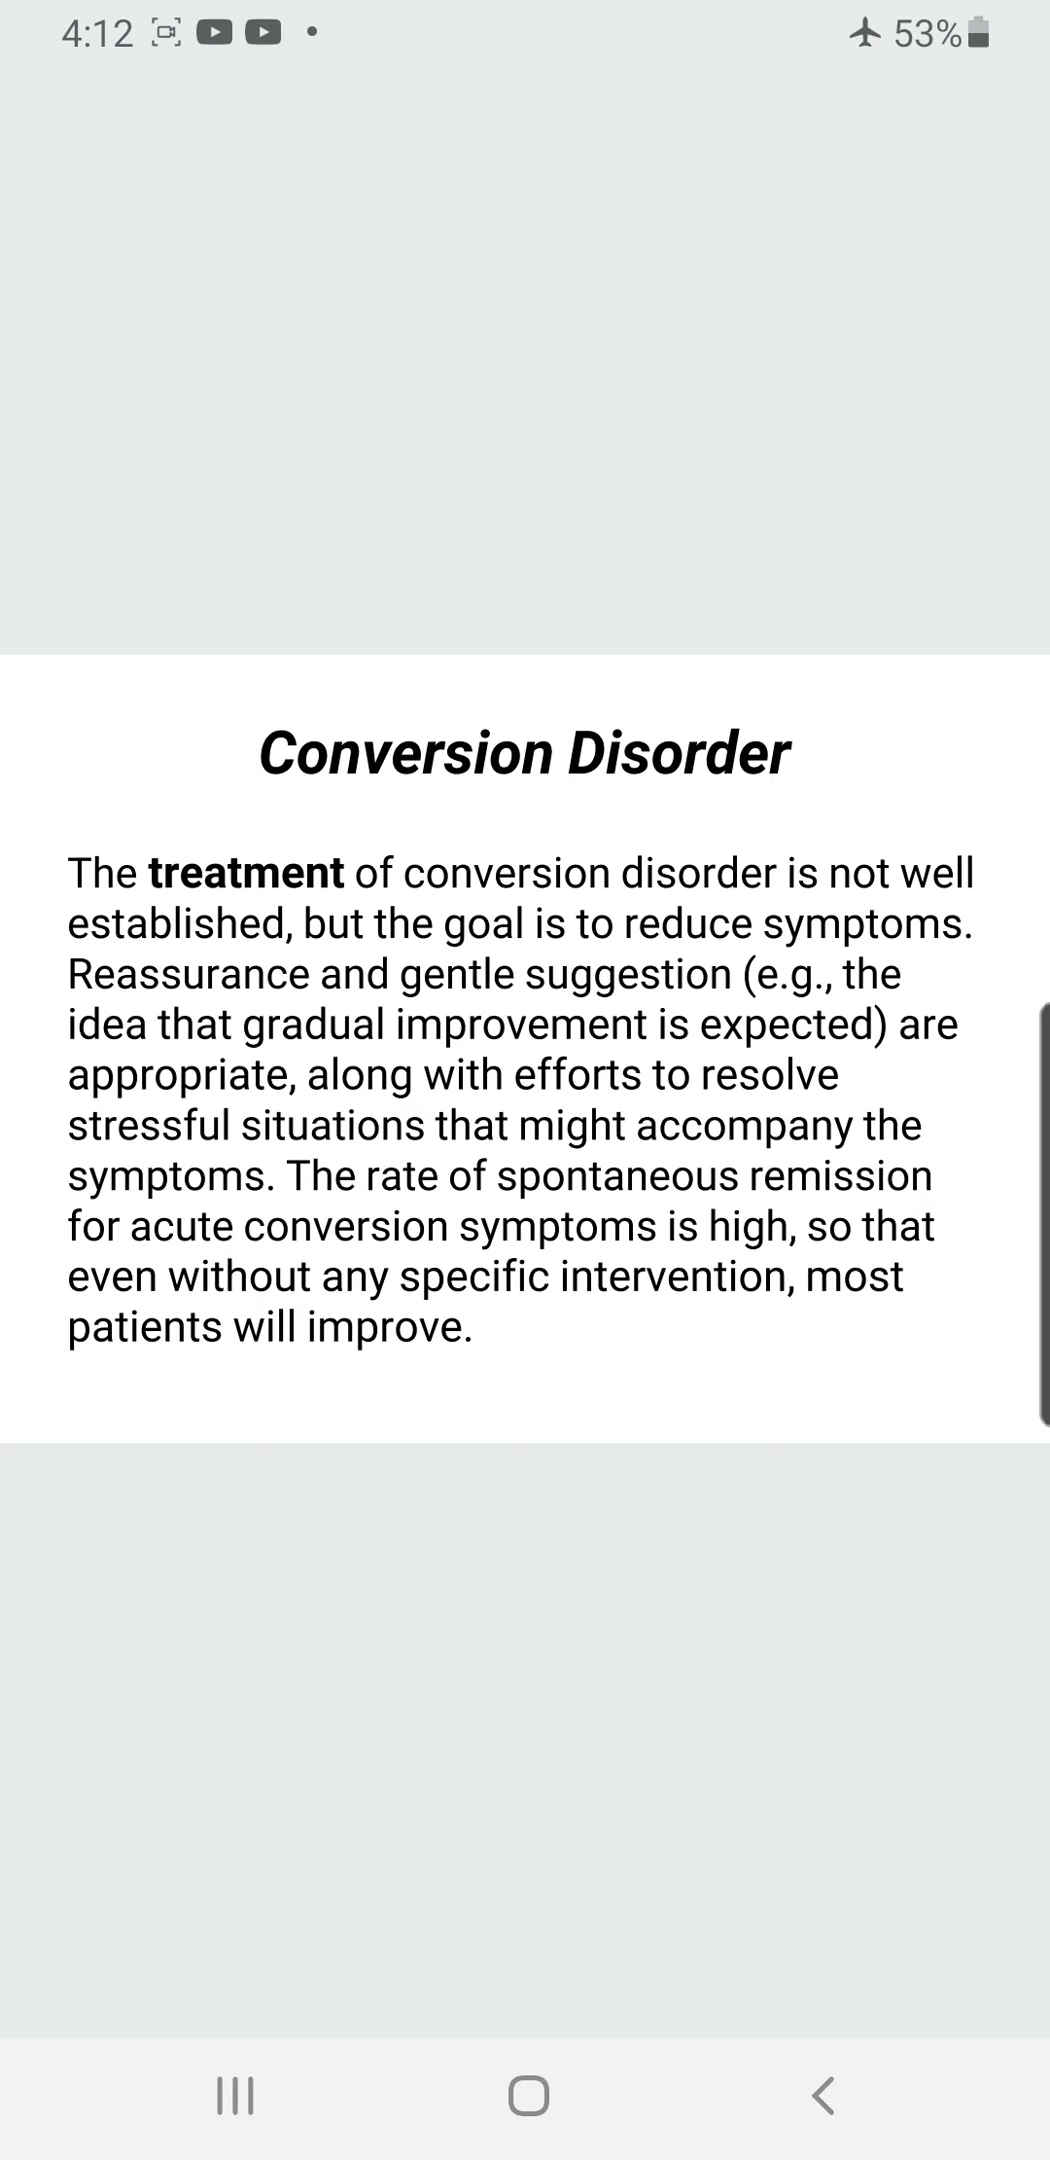 4:12
53%
Conversion Disorder
The treatment of conversion disorder is not well
established, but the goal is to reduce symptoms.
Reassurance and gentle suggestion (e.g., the
idea that gradual improvement is expected) are
appropriate, along with efforts to resolve
stressful situations that might accompany the
symptoms. The rate of spontaneous remission
for acute conversion symptoms is high, so that
even without any specific intervention, most
patients will improve.